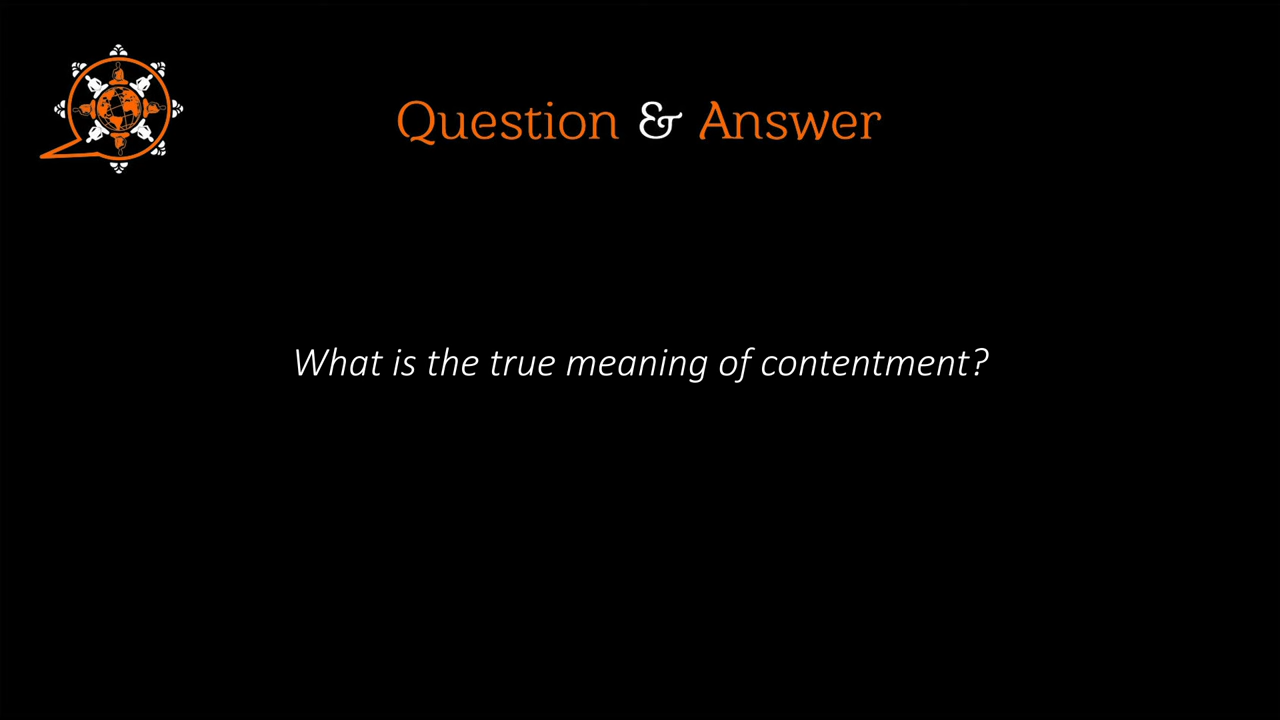 Question & Answer
What is the true meaning of contentment?